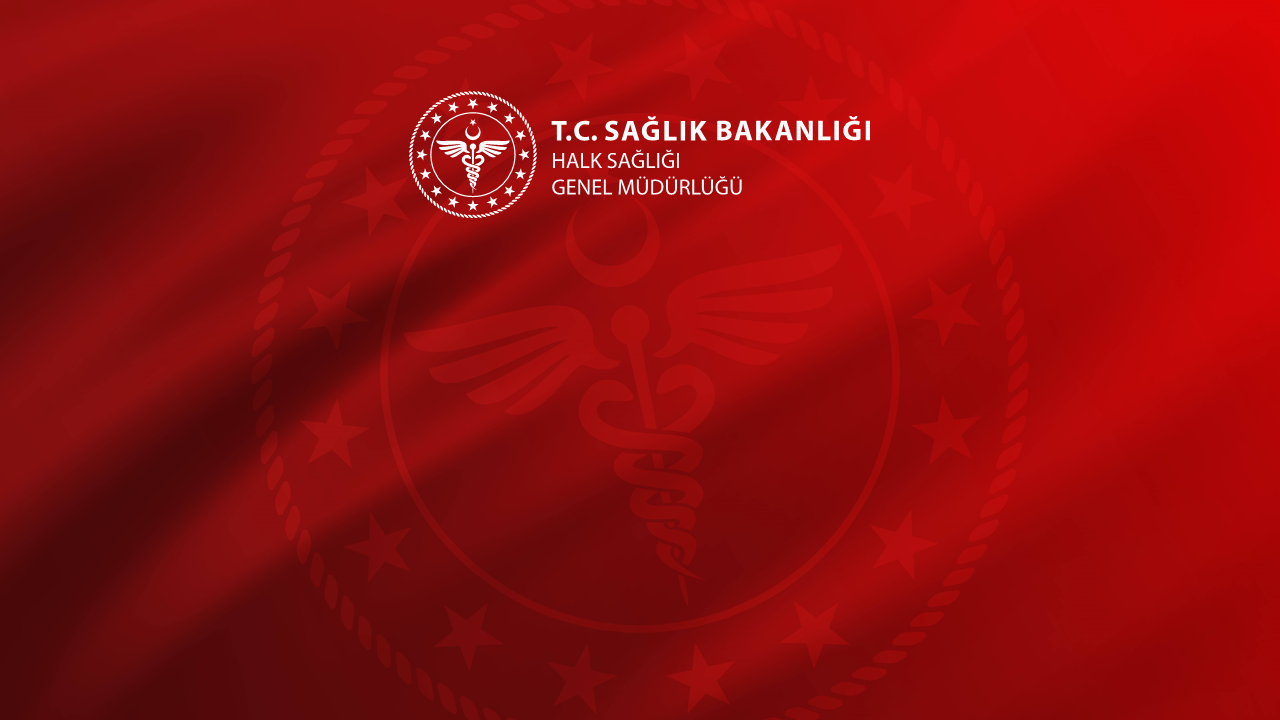 T.C. SAĞLIK BAKANLIĞI
HALK SAĞLIĞI
GENEL MÜDÜRLÜĞÜ